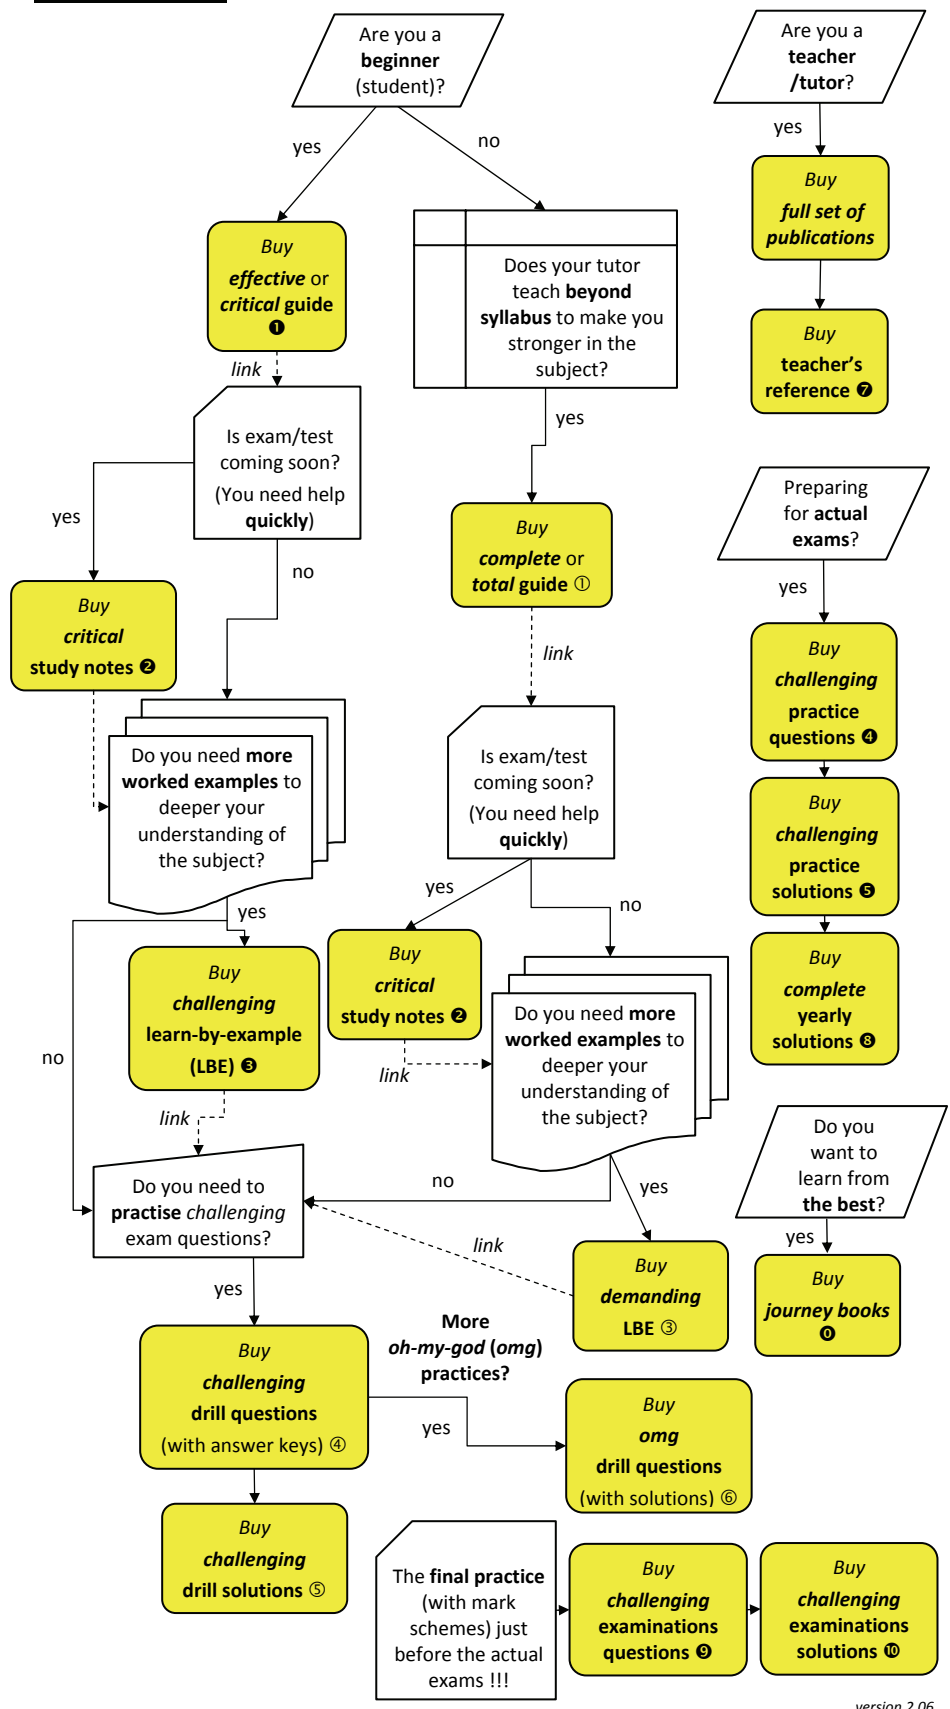 Are you a
beginner
(student)?
yes
no
Buy
effective or
critical guide
❶
link
Is exam/test
coming soon?
(You need help
quickly)
yes
no
Buy
critical
study notes ❷
Do you need more
worked examples to
deeper your
understanding of
the subject?
yes
no
Buy
challenging
learn-by-example
(LBE) ❸
link
Do you need to
practise challenging
exam questions?
yes
Buy
challenging
drill questions
(with answer keys) ④
Buy
challenging
drill solutions ⑤
Does your tutor
teach beyond
syllabus to make you
stronger in the
subject?
yes
Buy
complete or
total guide ①
link
Is exam/test
coming soon?
(You need help
quickly)
yes
no
Buy
critical
study notes ❷
link
Do you need more
worked examples to
deeper your
understanding of
the subject?
no
yes
link
Buy
demanding
LBE ③
More
oh-my-god (omg)
practices?
yes
Buy
omg
drill questions
(with solutions) ⑥
The final practice
(with mark
schemes) just
before the actual
exams !!!
Buy
challenging
examinations
questions ❾
Buy
challenging
examinations
solutions ❿
Are you a
teacher
/tutor?
yes
Buy
full set of
publications
Buy
teacher's
reference ❼
Preparing
for actual
exams?
yes
Buy
challenging
practice
questions ❹
Buy
challenging
practice
solutions ❺
Buy
complete
yearly
solutions ❽
Do you
want to
learn from
the best?
yes
Buy
journey books
⓿
version 2.06